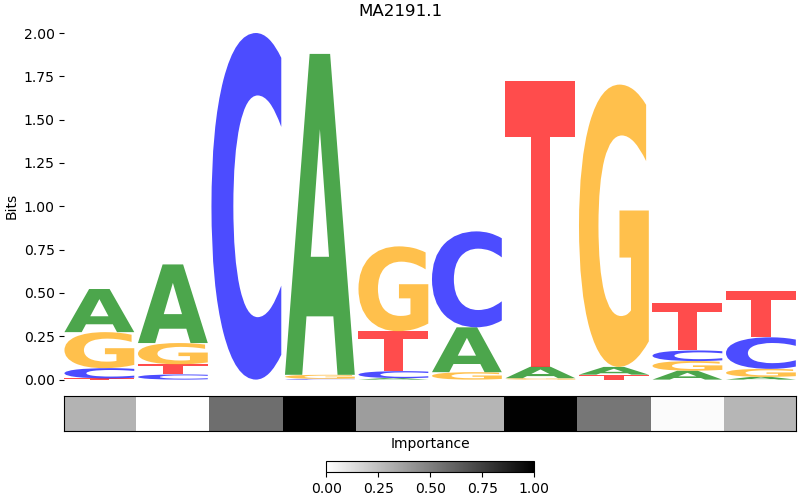 MA2191.1
2.00
1.75
1.50
1.25
1.00
0.75
0.50
0.25
0.00
Bits
A A C A G C T G T T
G G T A C C
C T C G A G G
T C G A A T A A
Importance
0.00 0.25 0.50 0.75 1.00